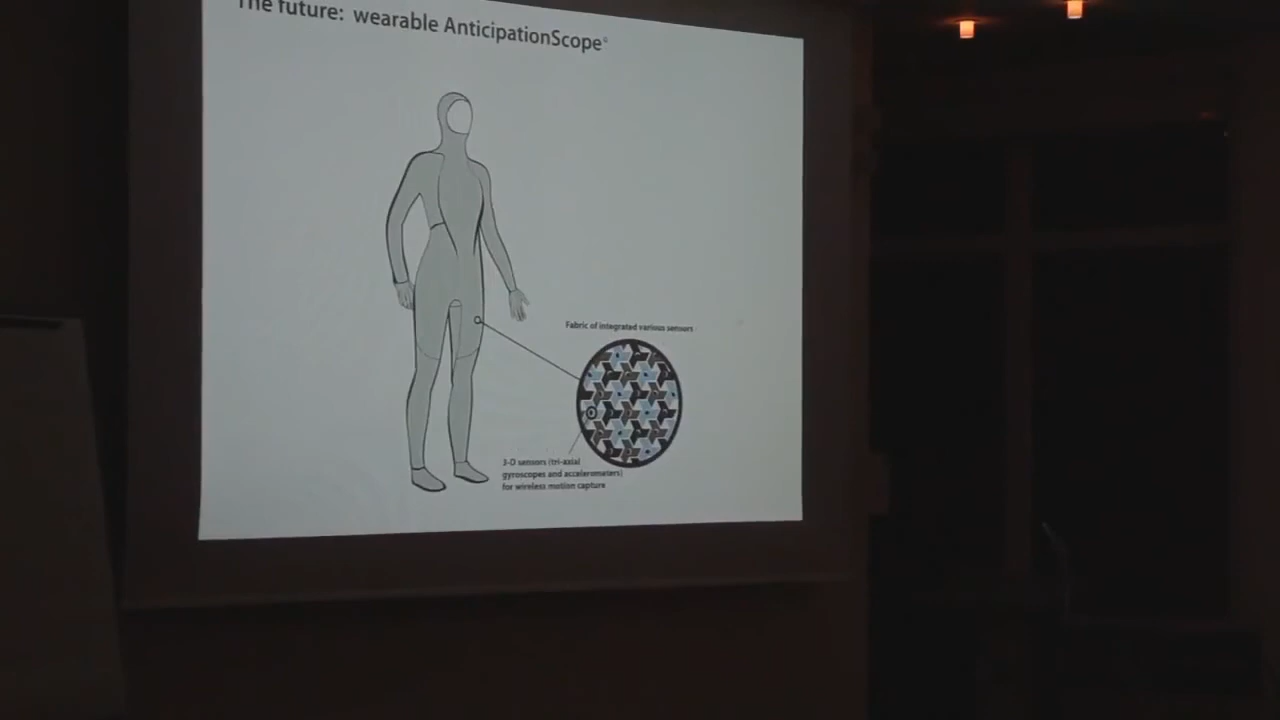 The future: wearable AnticipationScope©
Fabric of integrated various sensors
3-D sensors (tri-axial
gyroscopes and accelerometers)
for wireless motion capture